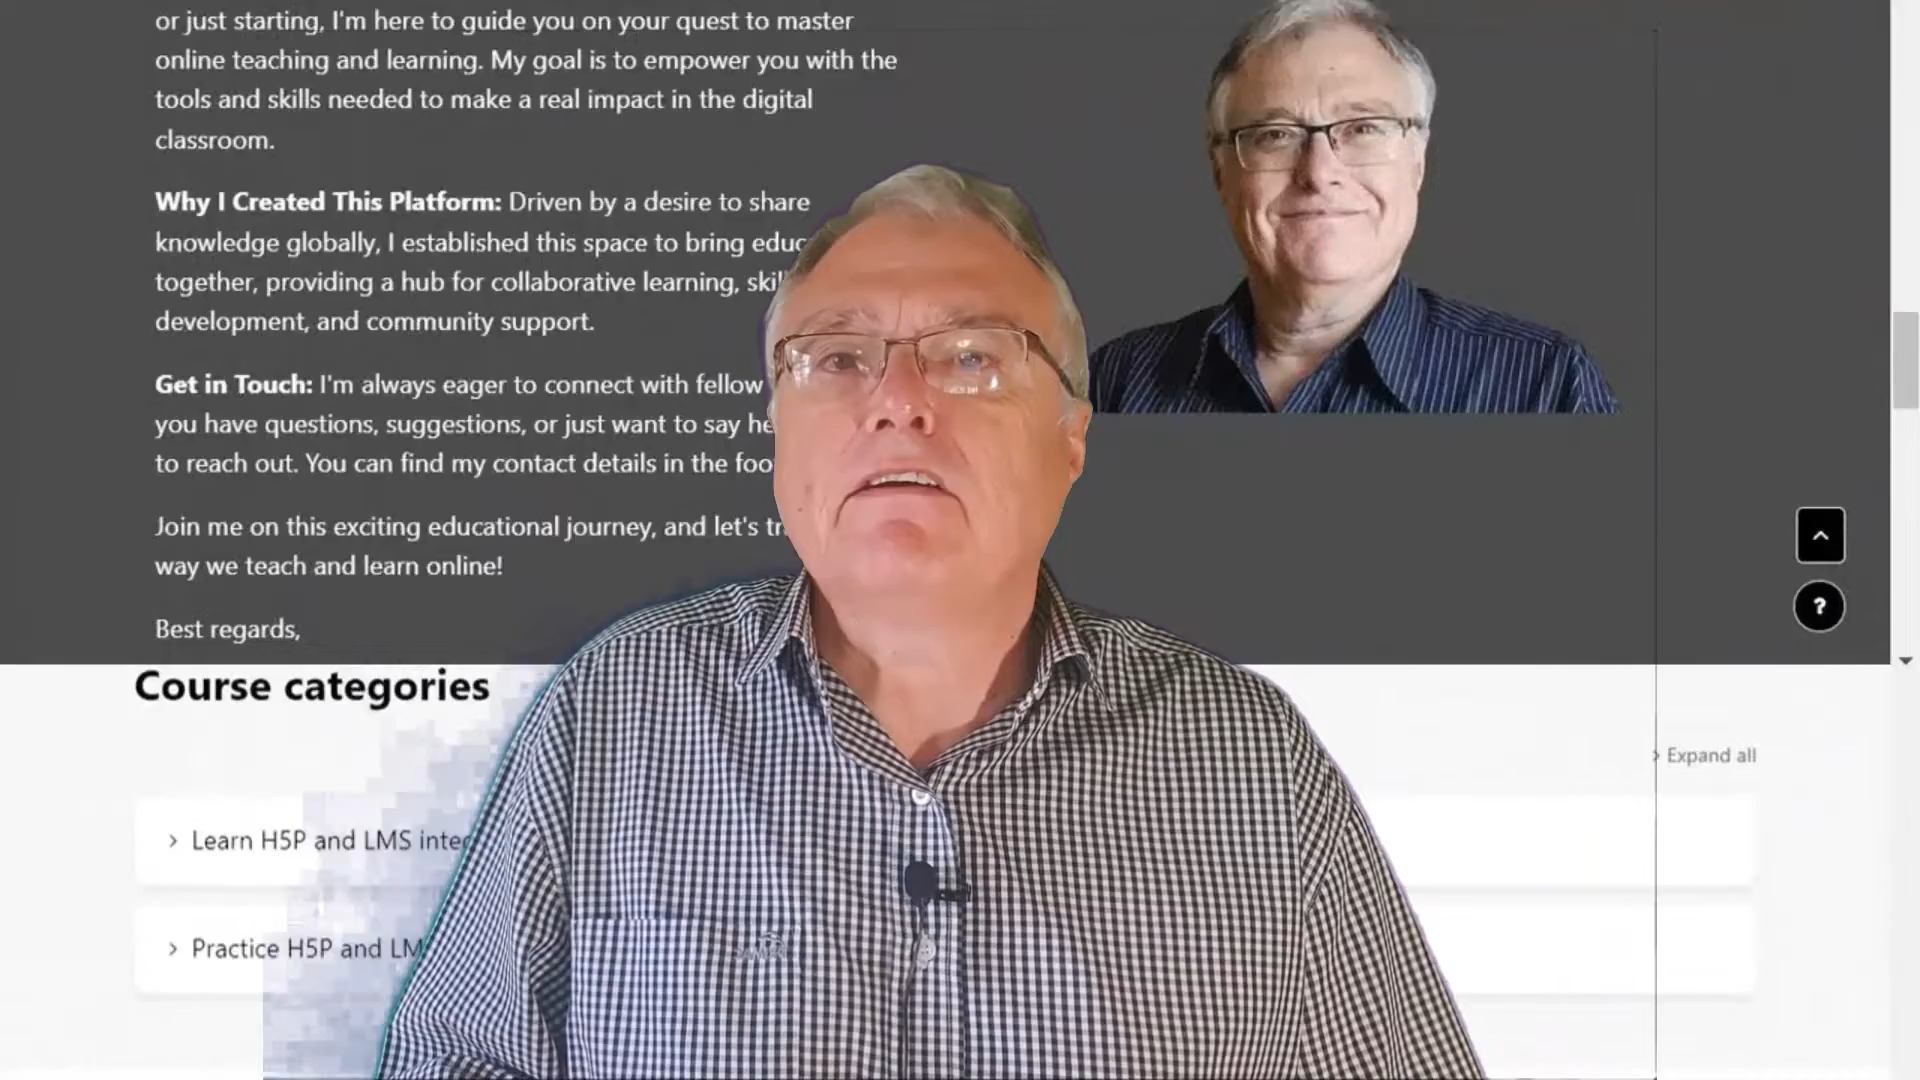 or just starting, I'm here to guide you on your quest to master
online teaching and learning. My goal is to empower you with the
tools and skills needed to make a real impact in the digital
classroom.
Why I Created This Platform: Driven by a desire to share
knowledge globally, I established this space to bring
together, providing a hub for collaborative learning,
development, and community support.
Get in Touch: I'm always eager to connect with fellow
you have questions, suggestions, or just want to say
to reach out. You can find my contact details in the
Join me on this exciting educational journey, and let's
way we teach and learn online!
Best regards,
?
Course categories
Expand all
Learn H5P and LMS
Practice H5P and